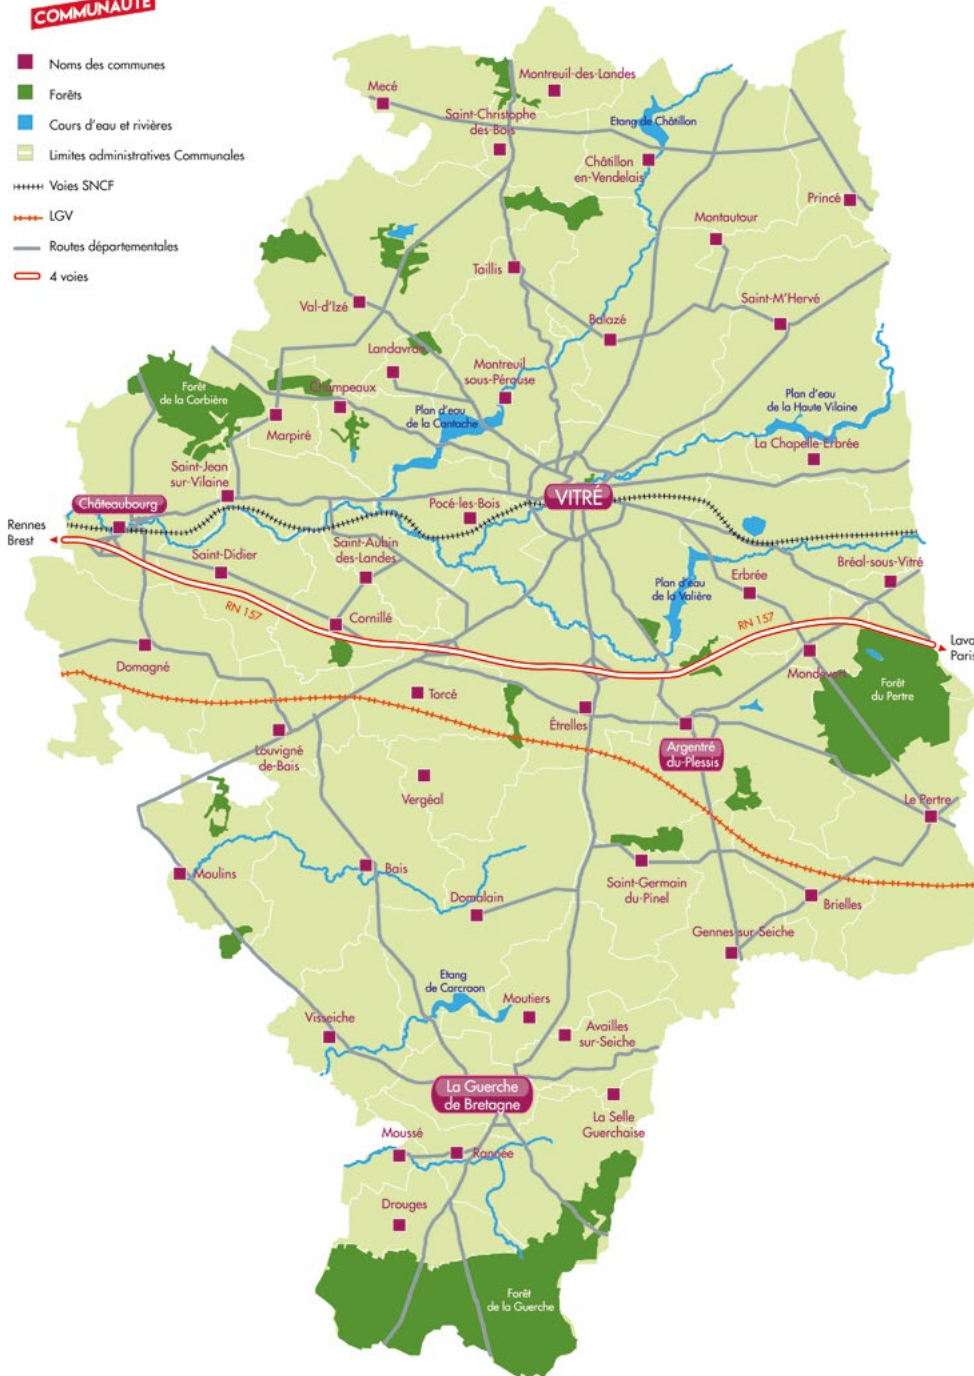 COMMUNAUTÉ
Noms des communes
Forêts
Cours d'eau et rivières
Limites administratives Communales
Voies SNCF
LGV
Routes départementales
4 voies
Montreuil-des-Landes
Mecé
Saint-Christophe
des-Bois
Etang de Châtillon
Châtillon
en-Vendelais
Princé
Montautour
Taillis
Saint-M'Hervé
Val-d'Izé
Balazé
Landavran
Montreuil
sous-Pérouse
Forêt
de la Corbière
Champeaux
Plan d'eau
de la Haute Vilaine
Plan d'eau
de la Cantache
Marpiré
La Chapelle-Erbrée
Saint-Jean
sur-Vilaine
VITRÉ
Châteaubourg
Pocé-les-Bois
Rennes
Brest
Saint-Didier
Saint-Aubin
des-Landes
Bréal-sous-Vitré
Plan d'eau
de la Valière
Erbrée
RN 157
Cornillé
RN 157
Lava
Paris
Domagné
Mondevert
Forêt
du Pertre
Torcé
Étrelles
Louvigné
de-Bais
Argentré
du-Plessis
Vergéal
Le Pertre
Moulins
Bais
Saint-Germain
du-Pinel
Domalain
Brielles
Gennes-sur-Seiche
Etang
de Carcraon
Moutiers
Visseiche
Availles
sur-Seiche
La Guerche
de Bretagne
La Selle
Guerchaise
Moussé
Rannée
Drouges
Forêt
de la Guerche